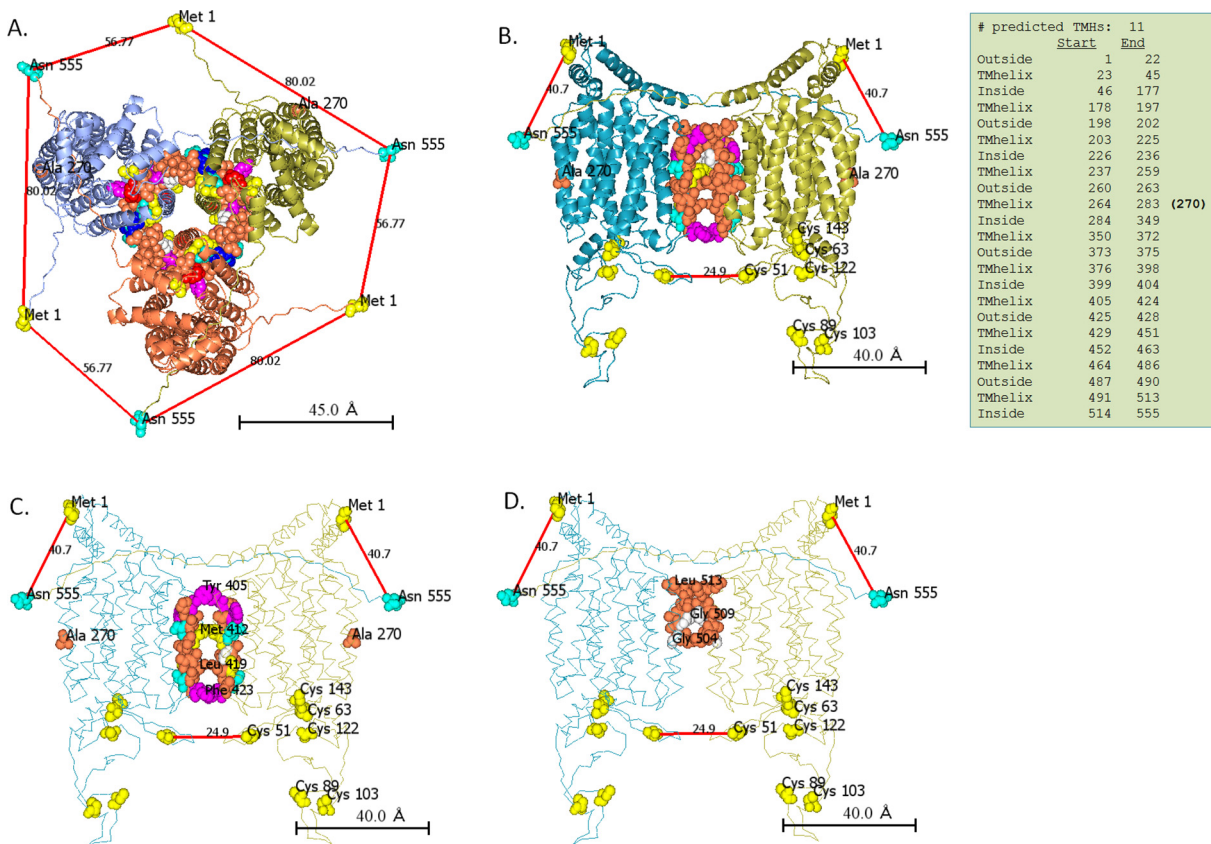 A.
Met 1
56.77
Asn 555
80.02
Ala 270
Asn 555
Ala 270
80.02
56.77
Met 1
Met 1
56.77
80.02
Asn 555
45.0 Å
B.
Met 1
Met 1
40.7
40.7
Asn 555
Asn 555
Ala 270
Ala 270
Cys 143
Cys 63
24.9
Cys 51
Cys 122
Cys 89
Cys 103
40.0 Å
# predicted TMHs: 11
Start End
Outside 1 22
TMhelix 23 45
Inside 46 177
TMhelix 178 197
Outside 198 202
TMhelix 203 225
Inside 226 236
TMhelix 237 259
Outside 260 263
TMhelix 264 283 (270)
Inside 284 349
TMhelix 350 372
Outside 373 375
TMhelix 376 398
Inside 399 404
TMhelix 405 424
Outside 425 428
TMhelix 429 451
Inside 452 463
TMhelix 464 486
Outside 487 490
TMhelix 491 513
Inside 514 555
C.
Met 1
Met 1
40.7
40.7
Tyr 405
Asn 555
Asn 555
Ala 270
Met 412
Ala 270
Leu 419
Phe 423
Cys 143
Cys 63
24.9
Cys 51
Cys 122
Cys 89
Cys 103
40.0 Å
D.
Met 1
Met 1
40.7
40.7
Leu 513
Asn 555
Asn 555
Gly 509
Gly 504
Cys 143
Cys 63
24.9
Cys 51
Cys 122
Cys 89
Cys 103
40.0 Å